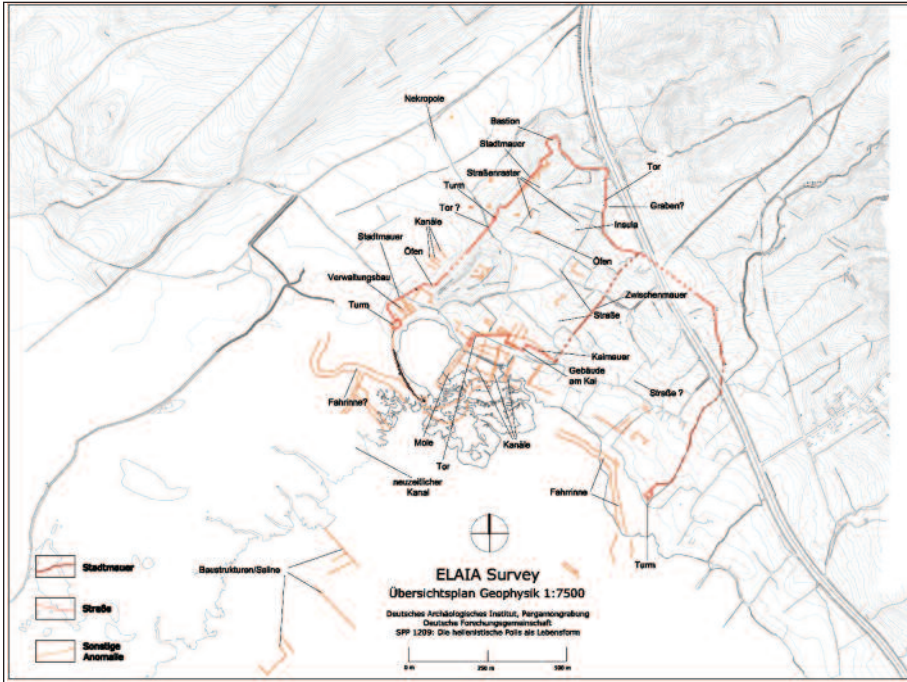 Nekropole
Bastion
Stadtmauer
Straßenraster
Tor
Turm
Graben?
Tor ?
Insula
Kanäle
Stadtmauer
Öfen
Öfen
Verwaltungsbau
Zwischenmauer
Turm
Straße
Kaimauer
Gebäude
am Kai
Straße ?
Fahrrinne?
Mole
Kanäle
Tor
neuzeitlicher
Kanal
Fahrrinne
Turm
Baustrukturen/Saline
Stadtmauer
Straße
Sonstige
Anomalie
ELAIA Survey
Übersichtsplan Geophysik 1:7500
Deutsches Archäologisches Institut, Pergamongrabung
Deutsche Forschungsgemeinschaft
SPP 1209: Die hellenistische Polis als Lebensform
0 m 250 m 500 m